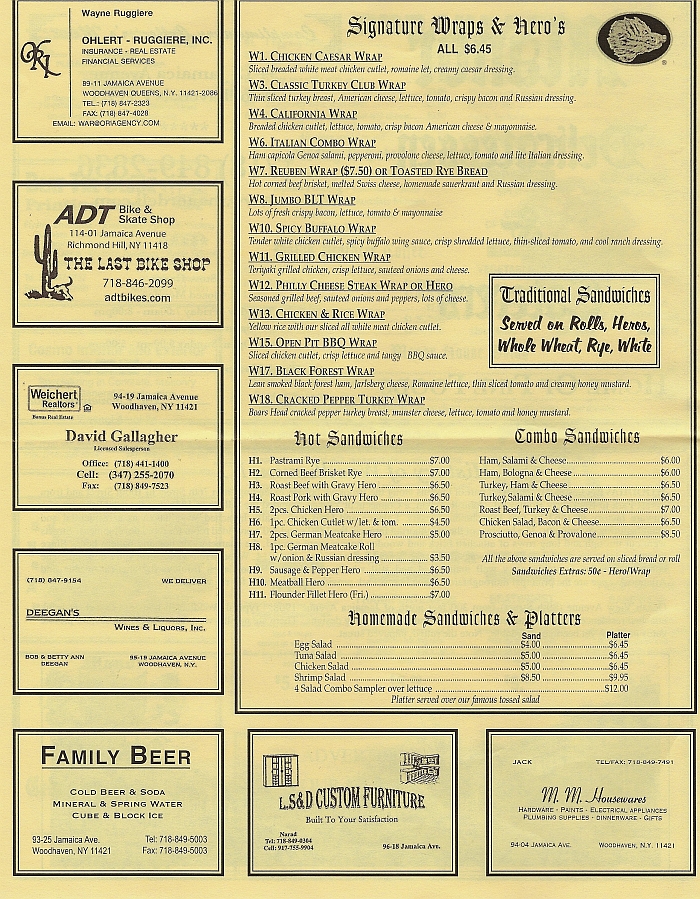 Wayne Ruggiere
ORI
OHLERT - RUGGIERE, INC.
INSURANCE - REAL ESTATE
FINANCIAL SERVICES
89-11 JAMAICA AVENUE
WOODHAVEN QUEENS, N.Y. 11421-2086
TEL.: (718) 847-2323
FAX: (718) 847-4028
EMAIL: WAR@ORIAGENCY.COM
ADT Bike &
Skate Shop
114-01 Jamaica Avenue
Richmond Hill, NY 11418
THE LAST BIKE SHOP
718-846-2099
adtbikes.com
Weichert
Realtors
Bonus Real Estate
94-19 Jamaica Avenue
Woodhaven, NY 11421
David Gallagher
Licensed Salesperson
Office: (718) 441-1400
Cell: (347) 255-2070
Fax: (718) 849-7523
(718) 847-9154 WE DELIVER
DEEGAN'S
WINES & LIQUORS, INC.
BOB & BETTY ANN
DEEGAN
95-19 JAMAICA AVENUE
WOODHAVEN, N.Y.
Signature Wraps & Hero's
ALL $6.45
W1. CHICKEN CAESAR WRAP
Sliced breaded white meat chicken cutlet, romaine let, creamy caesar dressing.
W3. CLASSIC TURKEY CLUB WRAP
Thin sliced turkey breast, American cheese, lettuce, tomato, crispy bacon and Russian dressing.
W4. CALIFORNIA WRAP
Breaded chicken cutlet, lettuce, tomato, crisp bacon American cheese & mayonnaise.
W6. ITALIAN COMBO WRAP
Ham capicola Genoa salami, pepperoni, provolone cheese, lettuce, tomato and lite Italian dressing.
W7. REUBEN WRAP ($7.50) OR TOASTED RYE BREAD
Hot corned beef brisket, melted Swiss cheese, homemade sauerkraut and Russian dressing.
W8. JUMBO BLT WRAP
Lots of fresh crispy bacon, lettuce, tomato & mayonnaise
W10. SPICY BUFFALO WRAP
Tender white chicken cutlet, spicy buffalo wing sauce, crisp shredded lettuce, thin-sliced tomato, and cool ranch dressing.
W11. GRILLED CHICKEN WRAP
Teriyaki grilled chicken, crisp lettuce, sauteed onions and cheese.
W12. PHILLY CHEESE STEAK WRAP OR HERO
Seasoned grilled beef, sauteed onions and peppers, lots of cheese.
W13. CHICKEN & RICE WRAP
Yellow rice with our sliced all white meat chicken cutlet.
W15. OPEN PIT BBQ WRAP
Sliced chicken cutlet, crisp lettuce and tangy BBQ sauce.
W17. BLACK FOREST WRAP
Lean smoked black forest ham, Jarlsberg cheese, Romaine lettuce, thin sliced tomato and creamy honey mustard.
W18. CRACKED PEPPER TURKEY WRAP
Boars Head cracked pepper turkey breast, munster cheese, lettuce, tomato and honey mustard.
Traditional Sandwiches
Served on Rolls, Heros,
Whole Wheat, Rye, White
Hot Sandwiches
H1. Pastrami Rye $7.00
H2. Corned Beef Brisket Rye $7.00
H3. Roast Beef with Gravy Hero $6.50
H4. Roast Pork with Gravy Hero $6.50
H5. 2pcs. Chicken Hero $6.50
H6. 1pc. Chicken Cutlet w/let. & tom. $4.50
H7. 2pcs. German Meatcake Hero $5.00
H8. 1pc. German Meatcake Roll
w/onion & Russian dressing $3.50
H9. Sausage & Pepper Hero $6.50
H10. Meatball Hero $6.50
H11. Flounder Fillet Hero (Fri.) $7.00
Combo Sandwiches
Ham, Salami & Cheese $6.00
Ham, Bologna & Cheese $6.00
Turkey, Ham & Cheese $6.50
Turkey,Salami & Cheese $6.50
Roast Beef, Turkey & Cheese $7.00
Chicken Salad, Bacon & Cheese $6.50
Prosciutto, Genoa & Provalone $8.50
All the above sandwiches are served on sliced bread or roll
Sandwiches Extras: 50¢ - Hero/Wrap
Homemade Sandwiches & Platters
Sand Platter
Egg Salad $4.00 $6.45
Tuna Salad $5.00 $6.45
Chicken Salad $5.00 $6.45
Shrimp Salad $8.50 $9.95
4 Salad Combo Sampler over lettuce $12.00
Platter served over our famous tossed salad
FAMILY BEER
COLD BEER & SODA
MINERAL & SPRING WATER
CUBE & BLOCK ICE
93-25 Jamaica Ave. Tel: 718-849-5003
Woodhaven, NY 11421 Fax: 718-849-5003
L.S&D CUSTOM FURNITURE
Built To Your Satisfaction
Narad
Tel: 718-849-0304
Cell: 917-755-9904
96-18 Jamaica Ave.
JACK TEL/FAX: 718-849-7491
M. M. Housewares
HARDWARE - PAINTS - ELECTRICAL APPLIANCES
PLUMBING SUPPLIES - DINNERWARE - GIFTS
94-04 JAMAICA AVE. WOODHAVEN, N.Y. 11421